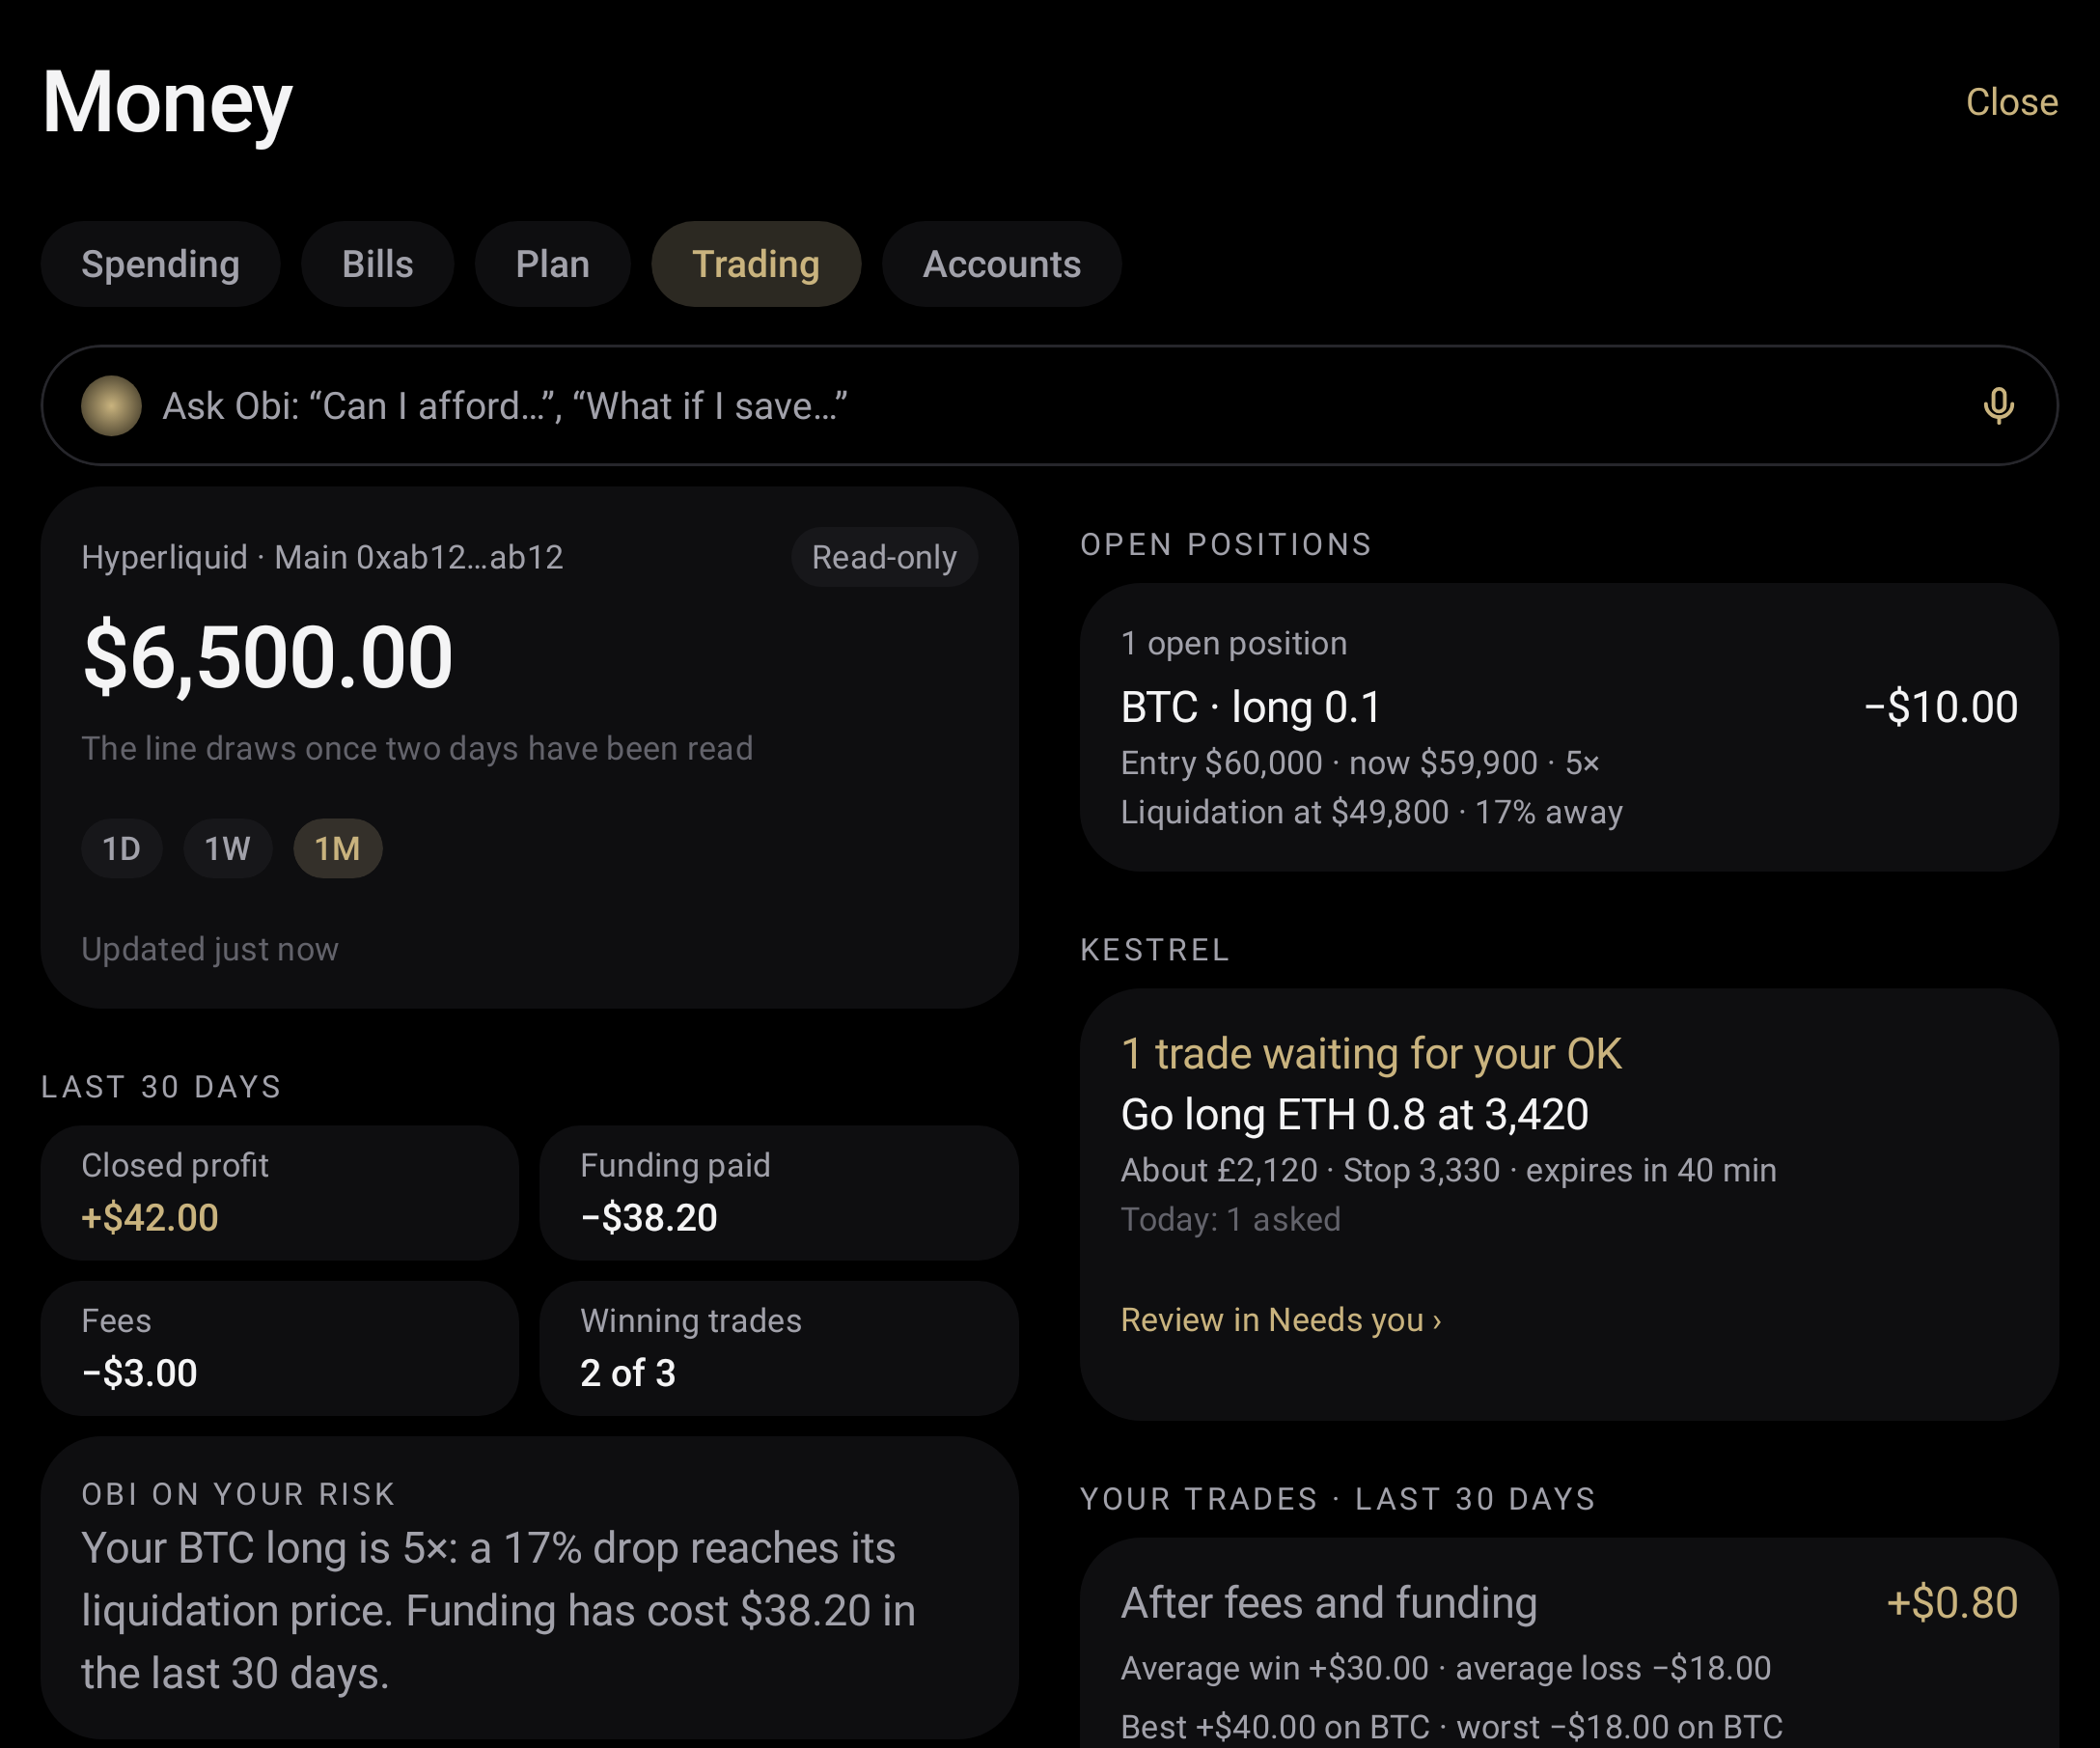 Money
Close
Spending
Bills
Plan
Trading
Accounts
Ask Obi: “Can I afford…”, “What if I save…”
Hyperliquid · Main 0xab12…ab12
Read-only
$6,500.00
The line draws once two days have been read
1D
1W
1M
Updated just now
LAST 30 DAYS
Closed profit
+$42.00
Funding paid
−$38.20
Fees
−$3.00
Winning trades
2 of 3
OBI ON YOUR RISK
Your BTC long is 5×: a 17% drop reaches its
liquidation price. Funding has cost $38.20 in
the last 30 days.
OPEN POSITIONS
1 open position
BTC · long 0.1
−$10.00
Entry $60,000 · now $59,900 · 5×
Liquidation at $49,800 · 17% away
KESTREL
1 trade waiting for your OK
Go long ETH 0.8 at 3,420
About £2,120 · Stop 3,330 · expires in 40 min
Today: 1 asked
Review in Needs you ›
YOUR TRADES · LAST 30 DAYS
After fees and funding
+$0.80
Average win +$30.00 · average loss −$18.00
Best +$40.00 on BTC · worst −$18.00 on BTC